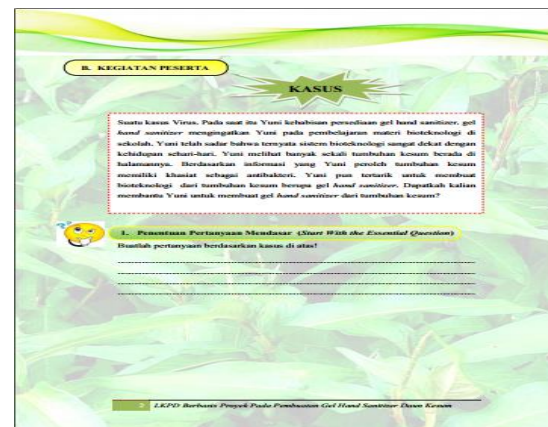 B. KEGIATAN PESERTA
KASUS
Suatu kasus Virus, Pada saat itu Yuni kehabisan persediaan gel hand sanitizer. gel
hand sanitizer mengingatkan Yuni pada pembelajaran materi bioteknologi di
sekolah. Yuni telah sadar bahwa ternyata sistem bioteknologi sangat dekat dengan
kehidupan sehari-hari. Yuni melihat banyak sekali tumbuhan kesum berada di
halamannya. Berdasarkan informasi yang Yuni peroleh tumbuhan kesum
memiliki khasiat sebagai antibakteri. Yuni pun tertarik untuk membuat
bioteknologi dari tumbuhan kesum berupa gel hand sanitizer. Dapatkah kalian
membantu Yuni untuk membuat gel hand sanitizer dari tumbuhan kesum?
1. Penentuan Pertanyaan Mendasar (Start With the Essential Question)
Buatlah pertanyaan berdasarkan kasus di atas!
2 LKPD Berbasis Proyek Pada Pembuatan Gel Hand Sanitizer Daun Kesum